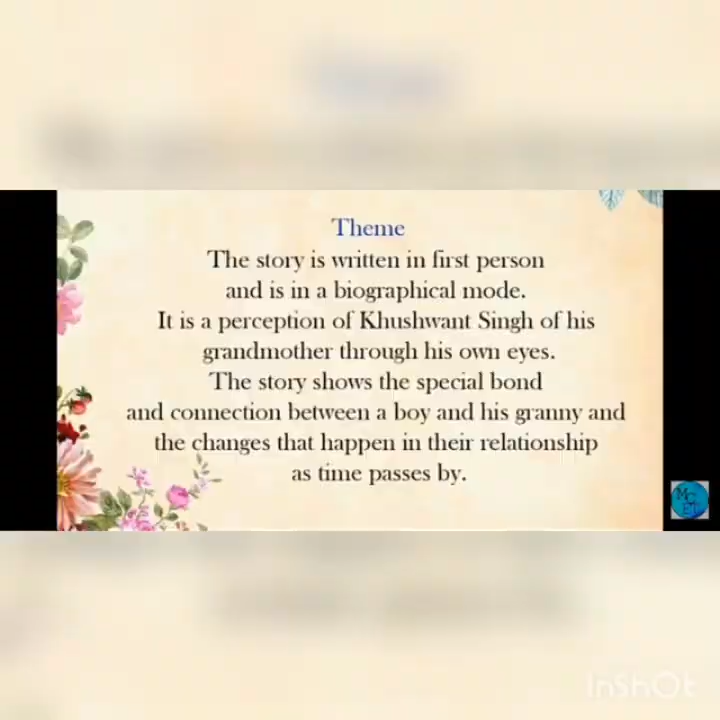 Theme
The story is written in first person
and is in a biographical mode.
It is a perception of Khushwant Singh of his
grandmother through his own eyes.
The story shows the special bond
and connection between a boy and his granny and
the changes that happen in their relationship
as time passes by.
InShOt